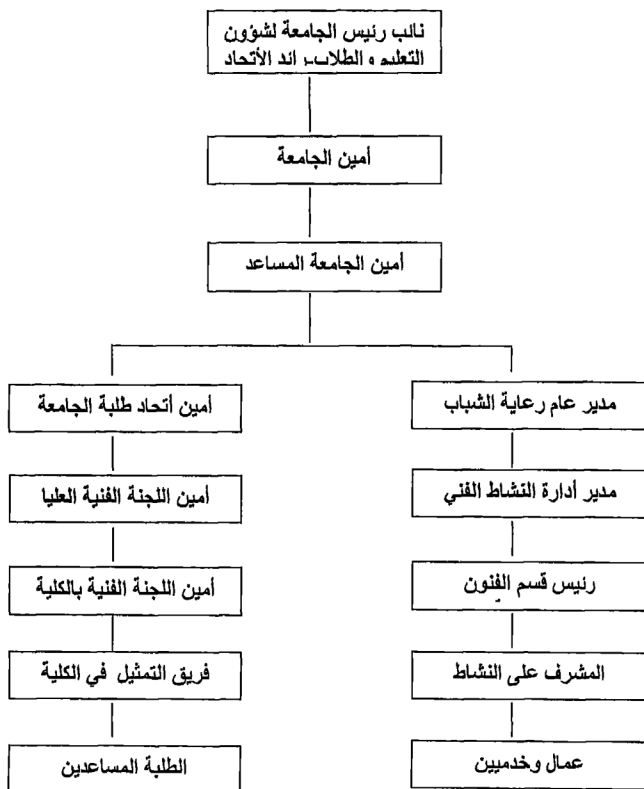 نائب رئيس الجامعة لشؤون
التعليم و الطلاب- رائد الأتحاد
أمين الجامعة
أمين الجامعة المساعد
مدير عام رعاية الشباب
أمين أتحاد طلبة الجامعة
مدير أدارة النشاط الفني
أمين اللجنة الفنية العليا
رئيس قسم الفنون
أمين اللجنة الفنية بالكلية
المشرف على النشاط
فريق التمثيل في الكلية
عمال وخدميين
الطلبة المساعدين